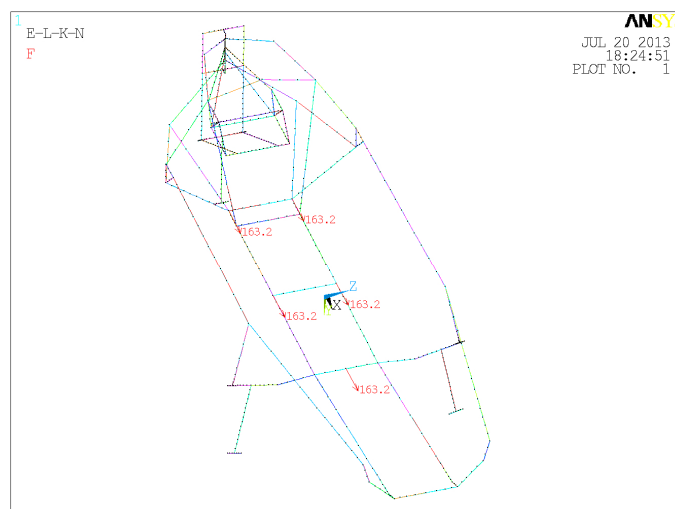 1
E-L-K-N
F
ANSY
JUL 20 2013
18:24:51
PLOT NO. 1
163.2
163.2
Z
X
163.2
163.2
163.2